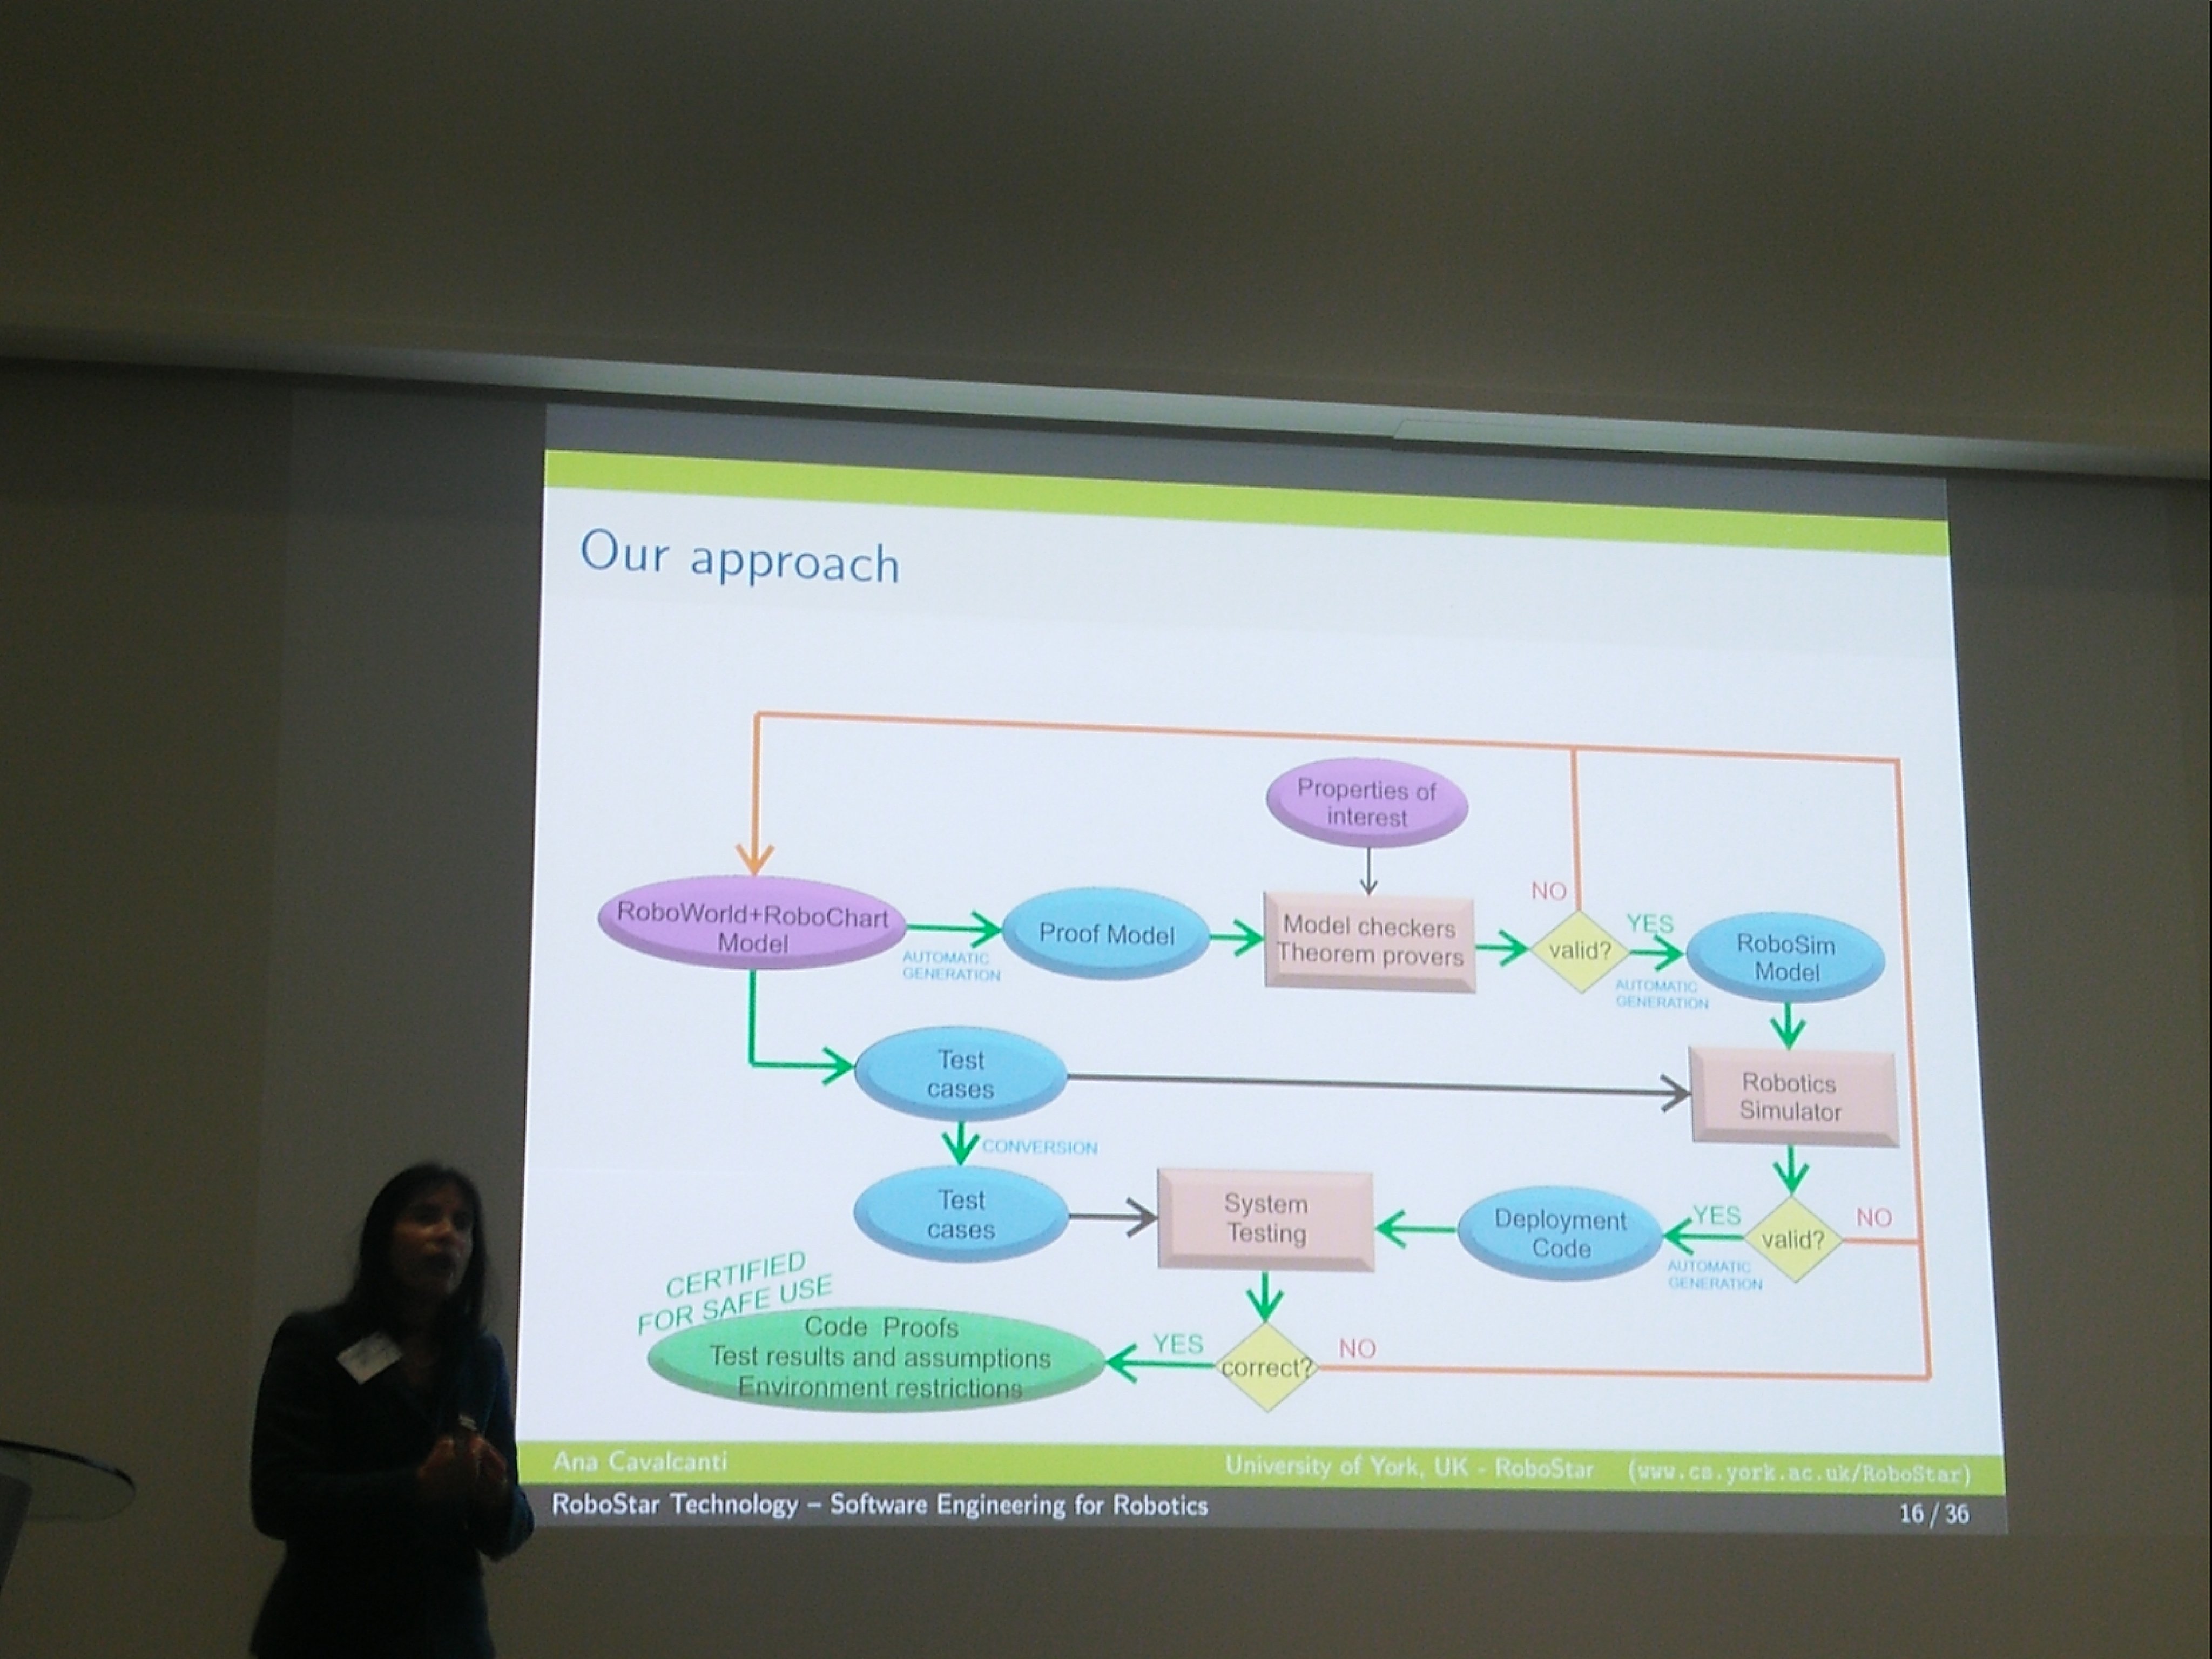 Our approach
Properties of
interest
NO
YES
RoboWorld+RoboChart
Model
AUTOMATIC
GENERATION
Proof Model
Model checkers
Theorem provers
valid?
AUTOMATIC
GENERATION
RoboSim
Model
Test
cases
Robotics
Simulator
CONVERSION
Test
cases
System
Testing
Deployment
Code
YES
AUTOMATIC
GENERATION
valid?
NO
CERTIFIED
FOR SAFE USE
Code Proofs
Test results and assumptions
Environment restrictions
YES
correct?
NO
Ana Cavalcanti
University of York, UK - RoboStar (www.cs.york.ac.uk/RoboStar)
RoboStar Technology – Software Engineering for Robotics
16 / 36